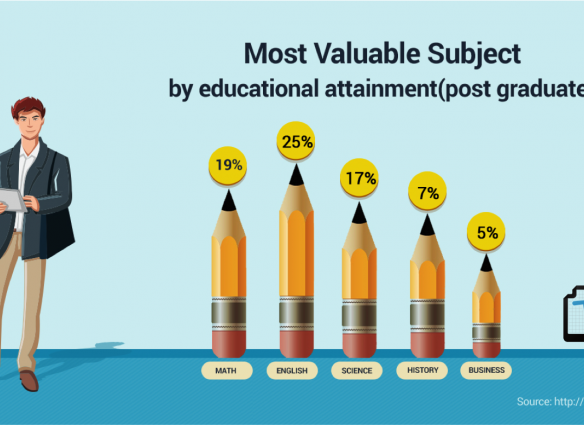 Most Valuable Subject
by educational attainment(post graduate
19%
25%
17%
7%
5%
MATH
ENGLISH
SCIENCE
HISTORY
BUSINESS
Source: http://